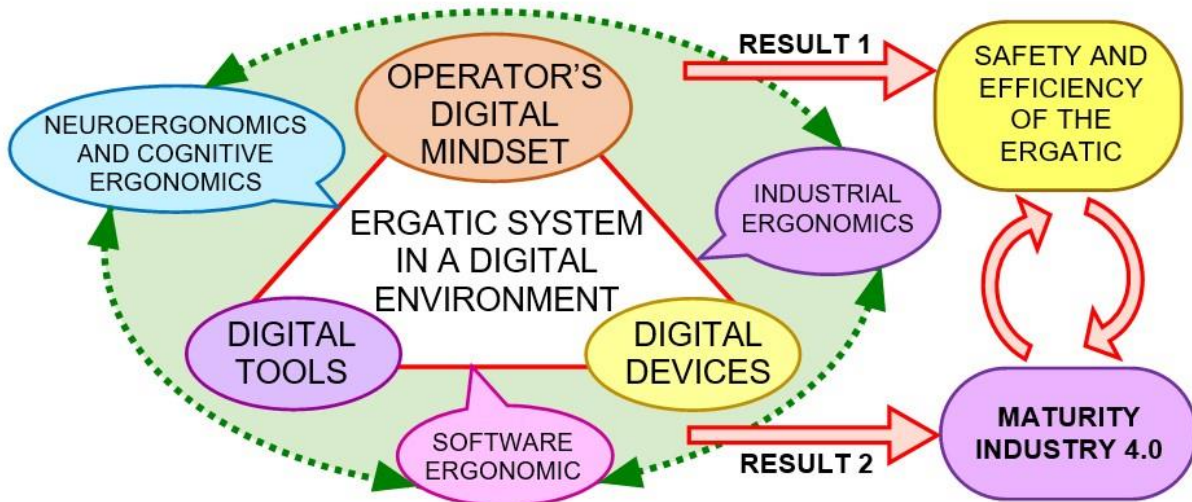 OPERATOR'S
DIGITAL
MINDSET
NEUROERGONOMICS
AND COGNITIVE
ERGONOMICS
INDUSTRIAL
ERGONOMICS
ERGATIC SYSTEM
IN A DIGITAL
ENVIRONMENT
DIGITAL
TOOLS
DIGITAL
DEVICES
SOFTWARE
ERGONOMIC
RESULT 1
SAFETY AND
EFFICIENCY
OF THE
ERGATIC
RESULT 2
MATURITY
INDUSTRY 4.0